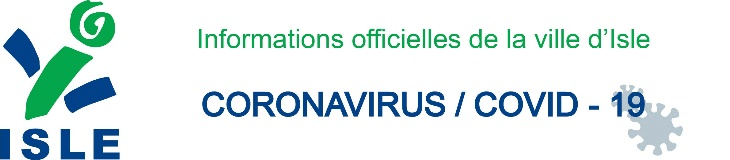 Informations officielles de la ville d'Isle
CORONAVIRUS / COVID - 19
ISLE